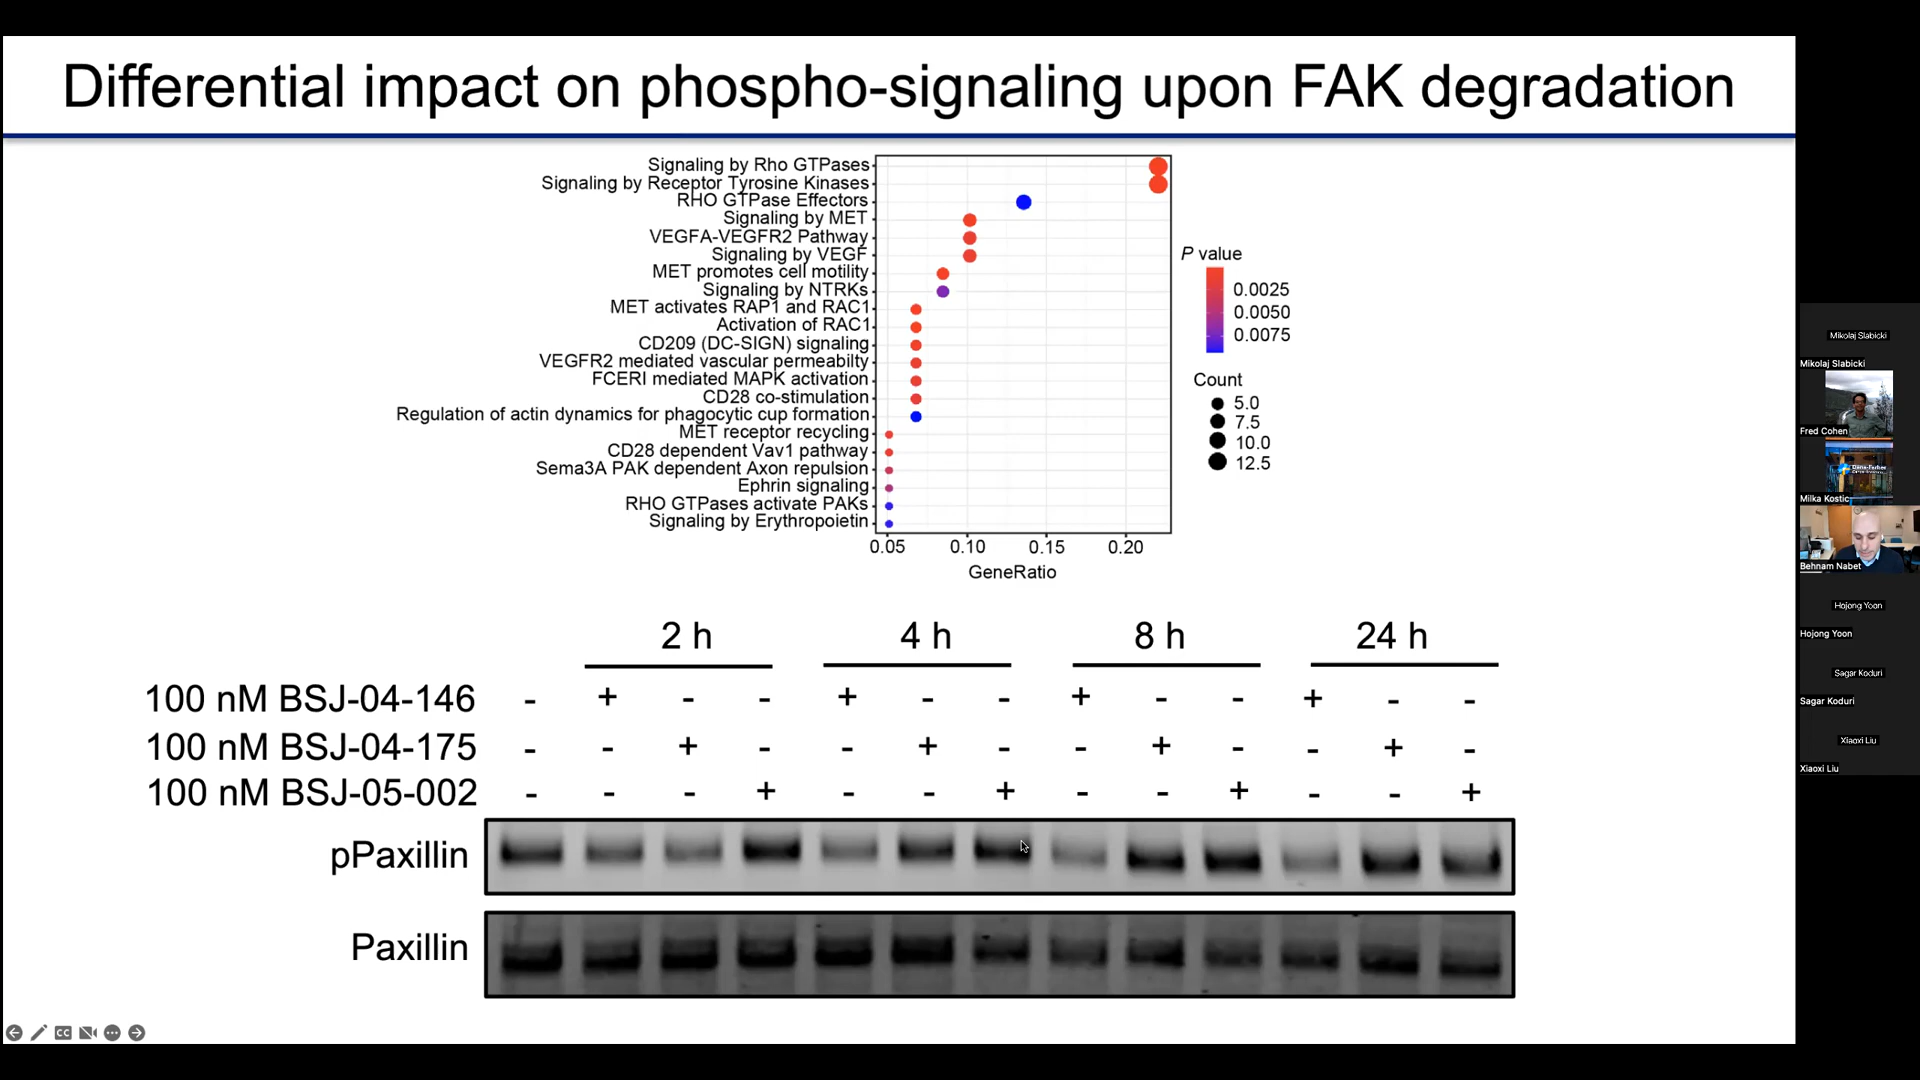 Differential impact on phospho-signaling upon FAK degradation
Signaling by Rho GTPases
Signaling by Receptor Tyrosine Kinases
RHO GTPase Effectors
Signaling by MET
VEGFA-VEGFR2 Pathway
Signaling by VEGF
MET promotes cell motility
Signaling by NTRKs
MET activates RAP1 and RAC1
Activation of RAC1
CD209 (DC-SIGN) signaling
VEGFR2 mediated vascular permeabilty
FCERI mediated MAPK activation
CD28 co-stimulation
Regulation of actin dynamics for phagocytic cup formation
MET receptor recycling
CD28 dependent Vav1 pathway
Sema3A PAK dependent Axon repulsion
Ephrin signaling
RHO GTPases activate PAKs
Signaling by Erythropoietin
0.05 0.10 0.15 0.20
GeneRatio
P value
0.0025
0.0050
0.0075
Count
5.0
7.5
10.0
12.5
2 h 4 h 8 h 24 h
100 nM BSJ-04-146 - + - - + - - + - - + - -
100 nM BSJ-04-175 - - + - - + - - + - - + -
100 nM BSJ-05-002 - - - + - - + - - + - - +
pPaxillin
Paxillin
CC
Mikolaj Slabicki
Mikolaj Slabicki
Fred Cohen
Dana-Farber
Milka Kostic
Behnam Nabet
Hojong Yoon
Hojong Yoon
Sagar Koduri
Sagar Koduri
Xiaoxi Liu
Xiaoxi Liu